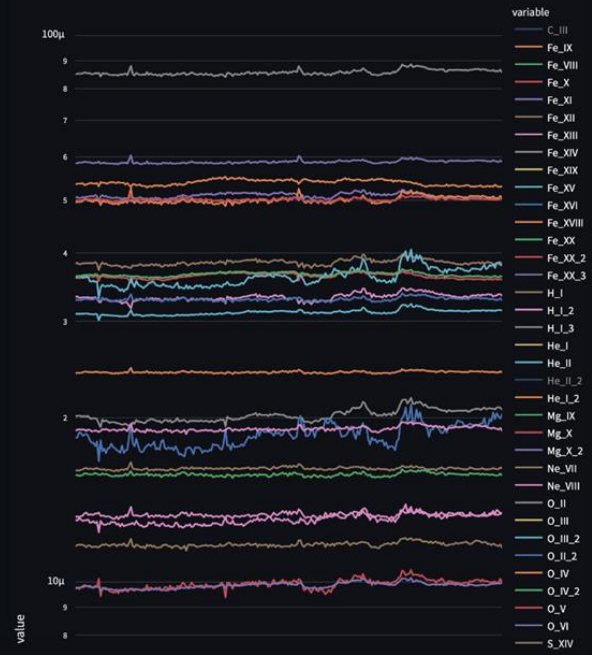 variable
100μ
C_III
Fe_IX
9
Fe_VIII
8
Fe_X
Fe_XI
7
Fe_XII
Fe_XIII
6
Fe_XIV
Fe_XIX
5
Fe_XV
Fe_XVI
Fe_XVIII
4
Fe_XX
Fe_XX_2
Fe_XX_3
3
H_I
H_I_2
H_I_3
He_I
He_II
He_II_2
2
He_I_2
Mg_IX
Mg_X
Mg_X_2
Ne_VII
Ne_VIII
O_II
O_III
O_III_2
O_II_2
10μ
O_IV
O_IV_2
9
O_V
value
O_VI
8
S_XIV